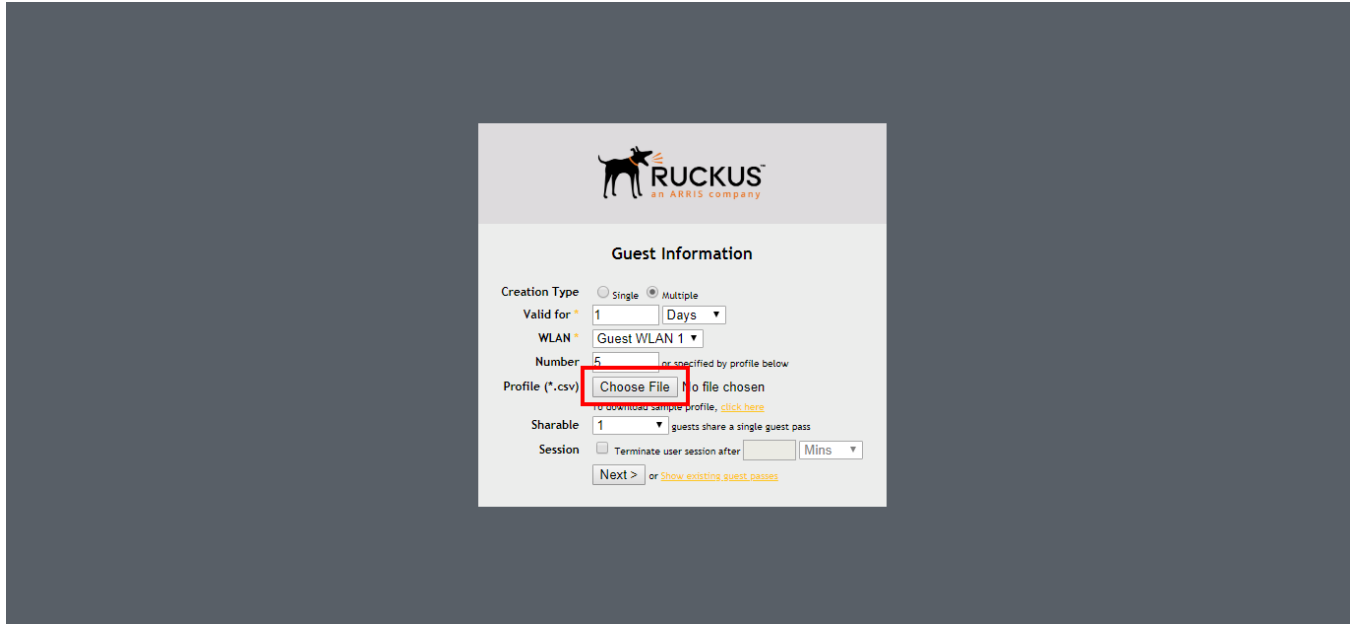 RUCKUS™
an ARRIS company
Guest Information
Creation Type Single Multiple
Valid for * 1 Days
WLAN * Guest WLAN 1
Number 5 or specified by profile below
Profile (*.csv) Choose File No file chosen
To download sample profile, click here
Sharable 1 guests share a single guest pass
Session Terminate user session after Mins
Next > or Show existing guest passes